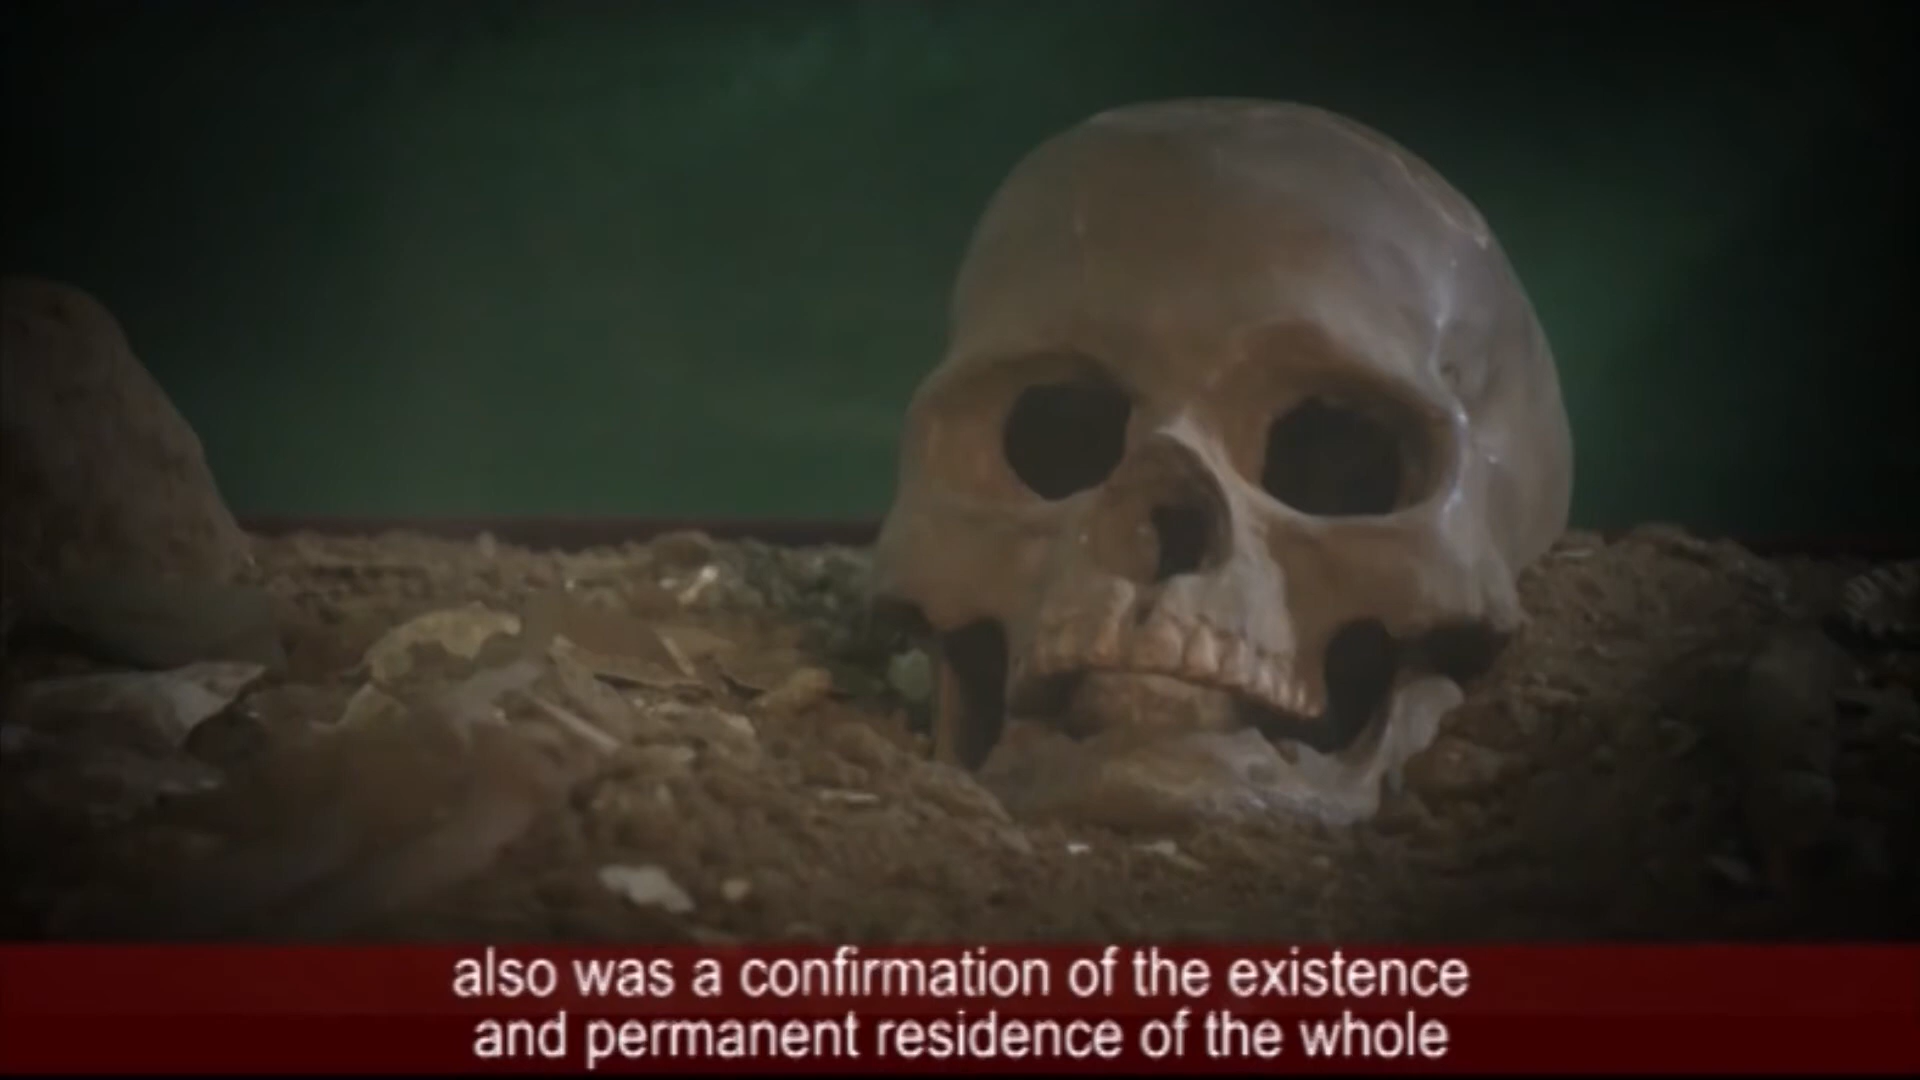 also was a confirmation of the existence
and permanent residence of the whole